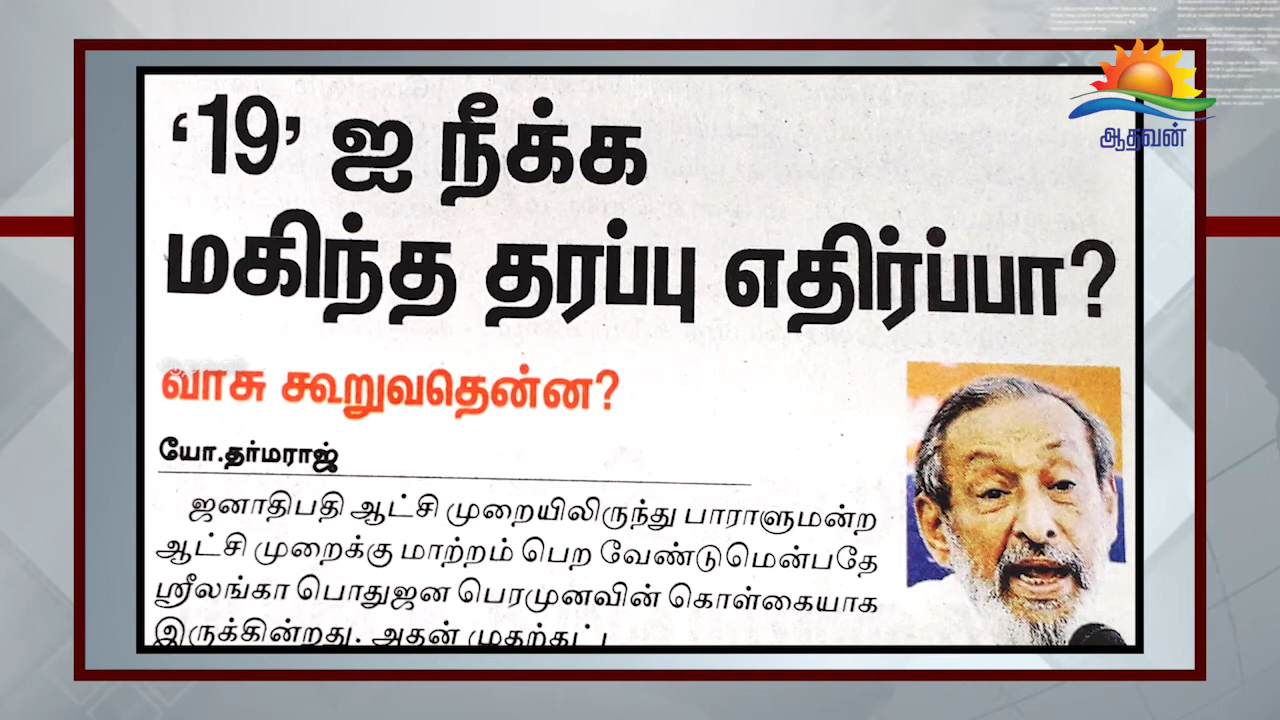 ஆதவன்
‘19’ ஐ நீக்க
மகிந்த தரப்பு எதிர்ப்பா?
வாசு கூறுவதென்ன?
யோ.தர்மராஜ்
ஜனாதிபதி ஆட்சி முறையிலிருந்து பாராளுமன்ற
ஆட்சி முறைக்கு மாற்றம் பெற வேண்டுமென்பதே
ஸ்ரீலங்கா பொதுஜன பெரமுனவின் கொள்கையாக
இருக்கின்றது. அதன் முதற்கட்ட